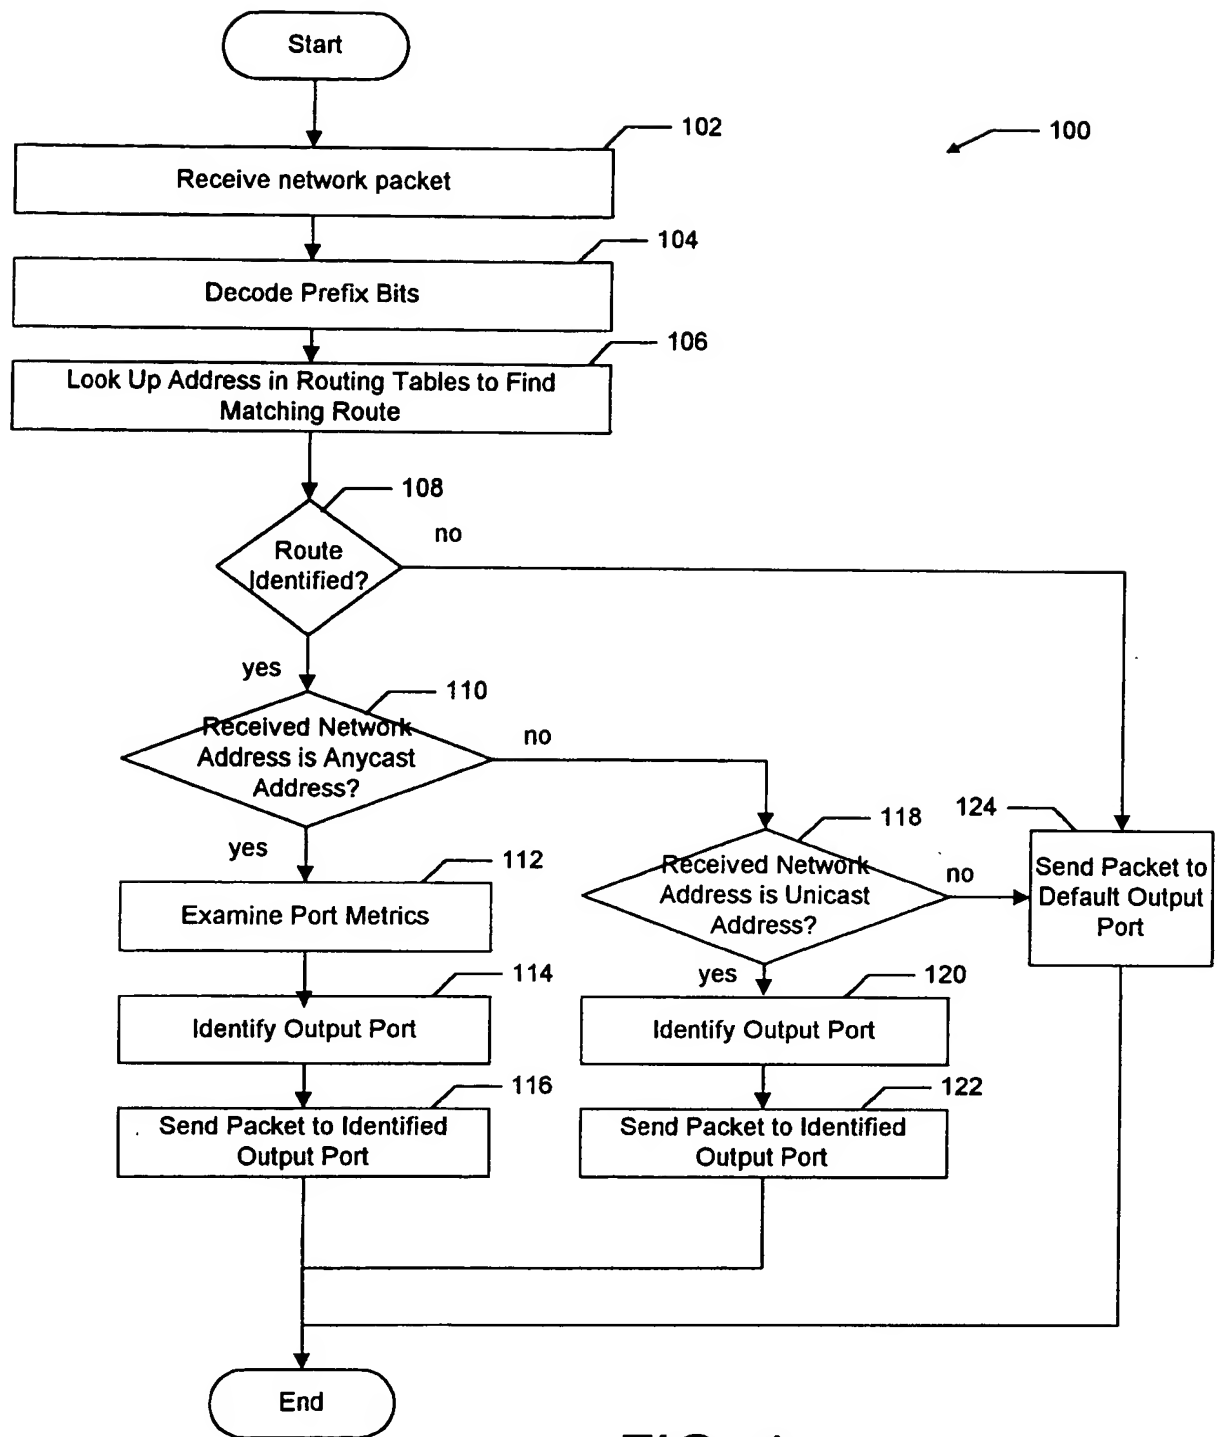 Start
102
100
Receive network packet
104
Decode Prefix Bits
106
Look Up Address in Routing Tables to Find
Matching Route
108
no
Route
Identified?
yes
110
Received Network
Address is Anycast
Address?
no
yes
118
124
Received Network
Address is Unicast
Address?
no
Send Packet to
Default Output
Port
112
Examine Port Metrics
yes
114
120
Identify Output Port
Identify Output Port
116
122
Send Packet to Identified
Output Port
Send Packet to Identified
Output Port
End